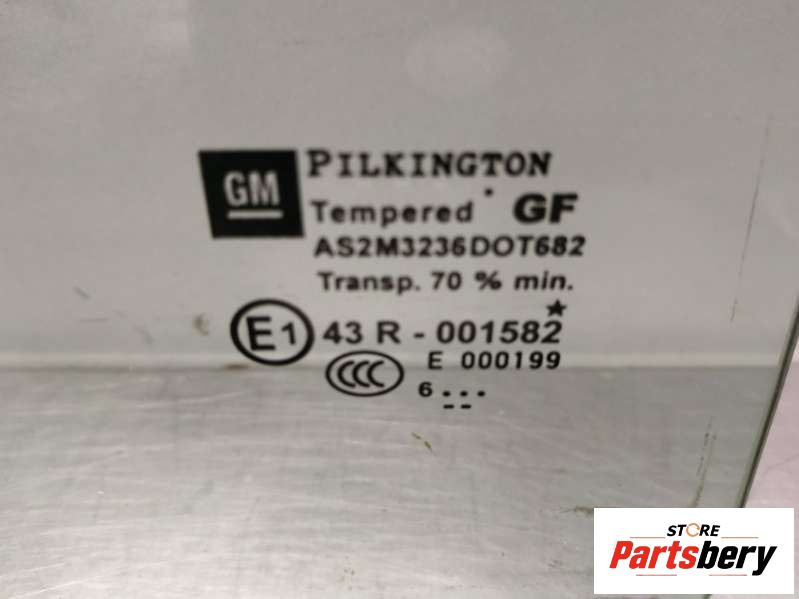 GM
PILKINGTON
Tempered GF
AS2M3236DOT682
Transp. 70 % min.
E1 43 R - 001582
CCC E 000199
6 ...
--
STORE
Partsbery